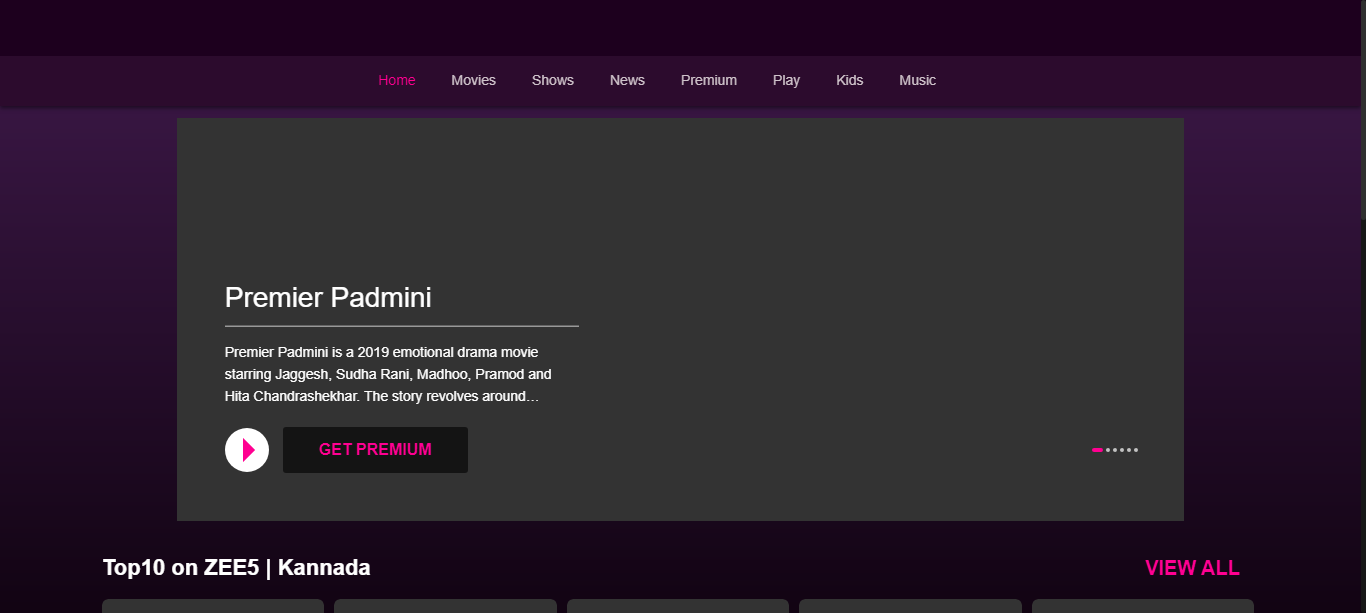 Home Movies Shows News Premium Play Kids Music
Premier Padmini
Premier Padmini is a 2019 emotional drama movie
starring Jaggesh, Sudha Rani, Madhoo, Pramod and
Hita Chandrashekhar. The story revolves around…
GET PREMIUM
Top10 on ZEE5 | Kannada
VIEW ALL